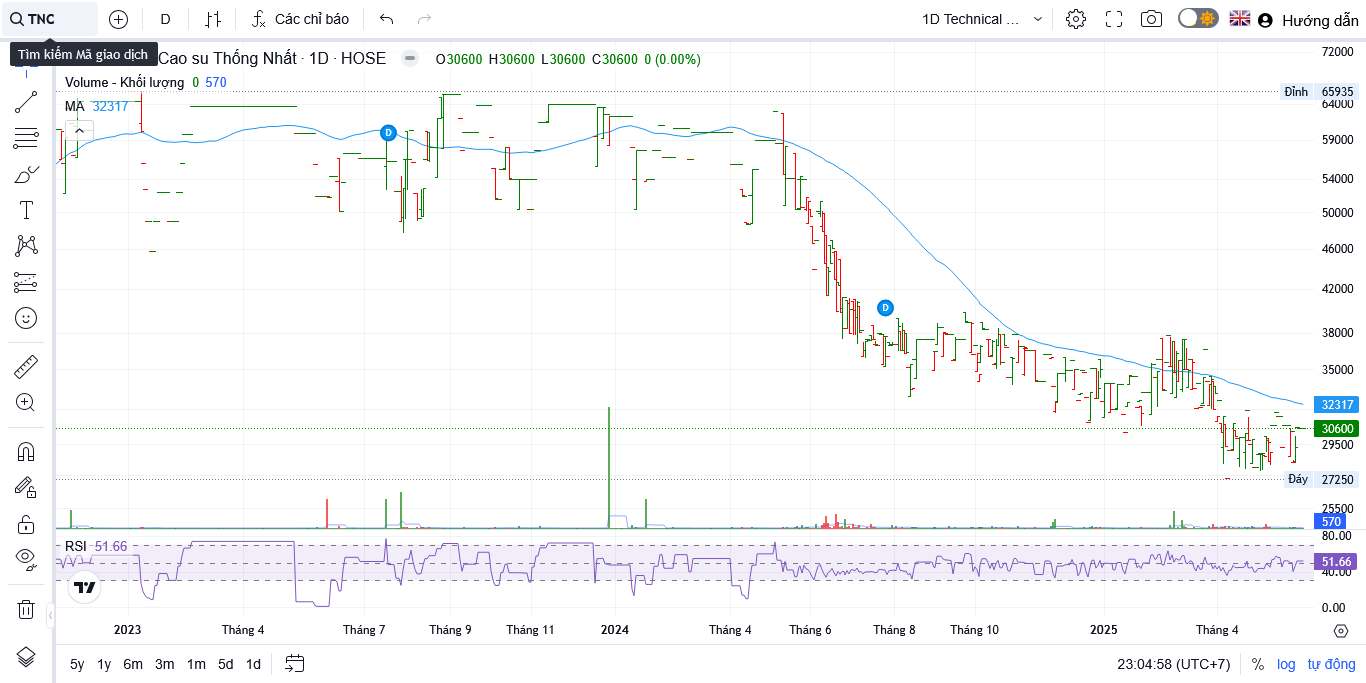 TNC
D
Các chỉ báo
1D Technical ...
Hướng dẫn
Tìm kiếm Mã giao dịch
Cao su Thống Nhất · 1D · HOSE
O30600 H30600 L30600 C30600 0 (0.00%)
Volume - Khối lượng 0 570
MA 32317
D
D
72000
Đỉnh 65935
64000
59000
54000
50000
46000
42000
38000
35000
32317
30600
29500
Đáy 27250
25500
570
RSI 51.66
80.00
51.66
40.00
0.00
2023
Tháng 4
Tháng 7
Tháng 9
Tháng 11
2024
Tháng 4
Tháng 6
Tháng 8
Tháng 10
2025
Tháng 4
5y 1y 6m 3m 1m 5d 1d
23:04:58 (UTC+7)
% log tự động